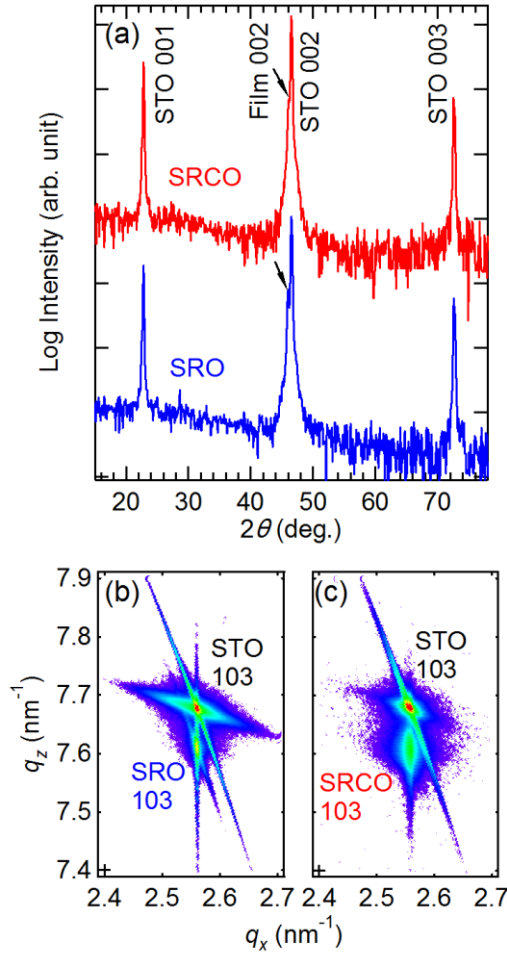 (a)
STO 001
Film 002
STO 002
STO 003
SRCO
SRO
Log Intensity (arb. unit)
20 30 40 50 60 70
2θ (deg.)
(b)
STO
103
SRO
103
7.9
7.8
7.7
7.6
7.5
7.4
qz (nm⁻¹)
2.4 2.5 2.6 2.7
(c)
STO
103
SRCO
103
2.4 2.5 2.6 2.7
qx (nm⁻¹)